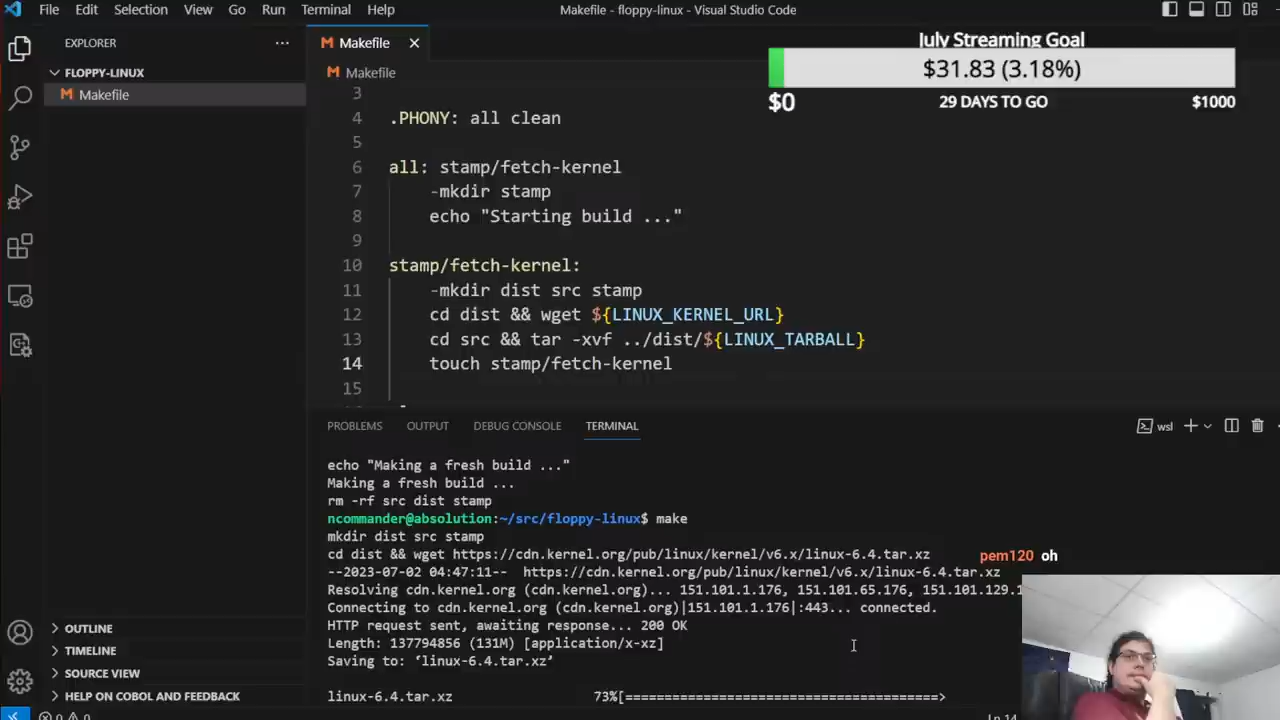 File Edit Selection View Go Run Terminal Help
Makefile - floppy-linux - Visual Studio Code
EXPLORER
FLOPPY-LINUX
Makefile
OUTLINE
TIMELINE
SOURCE VIEW
HELP ON COBOL AND FEEDBACK
Makefile
Makefile
July Streaming Goal
$31.83 (3.18%)
$0 29 DAYS TO GO $1000
3
4 .PHONY: all clean
5
6 all: stamp/fetch-kernel
7 -mkdir stamp
8 echo "Starting build ..."
9
10 stamp/fetch-kernel:
11 -mkdir dist src stamp
12 cd dist && wget ${LINUX_KERNEL_URL}
13 cd src && tar -xvf ../dist/${LINUX_TARBALL}
14 touch stamp/fetch-kernel
15
PROBLEMS OUTPUT DEBUG CONSOLE TERMINAL
wsl
echo "Making a fresh build ..."
Making a fresh build ...
rm -rf src dist stamp
ncommander@absolution:~/src/floppy-linux$ make
mkdir dist src stamp
cd dist && wget https://cdn.kernel.org/pub/linux/kernel/v6.x/linux-6.4.tar.xz
--2023-07-02 04:47:11-- https://cdn.kernel.org/pub/linux/kernel/v6.x/linux-6.4.tar.xz
Resolving cdn.kernel.org (cdn.kernel.org)... 151.101.1.176, 151.101.65.176, 151.101.129.1
Connecting to cdn.kernel.org (cdn.kernel.org)|151.101.1.176|:443... connected.
HTTP request sent, awaiting response... 200 OK
Length: 137794856 (131M) [application/x-xz]
Saving to: ‘linux-6.4.tar.xz’
linux-6.4.tar.xz 73%[=======================================>
pem120 oh
0 0
Ln 14